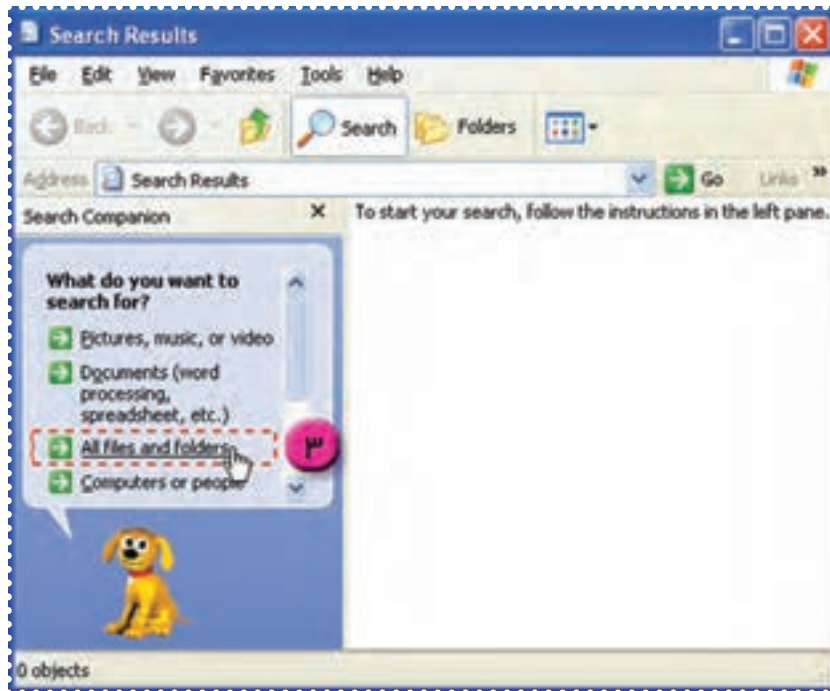 Search Results
File Edit View Favorites Tools Help
Back Search Folders
Address Search Results Go Links »
Search Companion ×
To start your search, follow the instructions in the left pane.
What do you want to
search for?
Pictures, music, or video
Documents (word
processing,
spreadsheet, etc.)
All files and folders
۳
Computers or people
0 objects